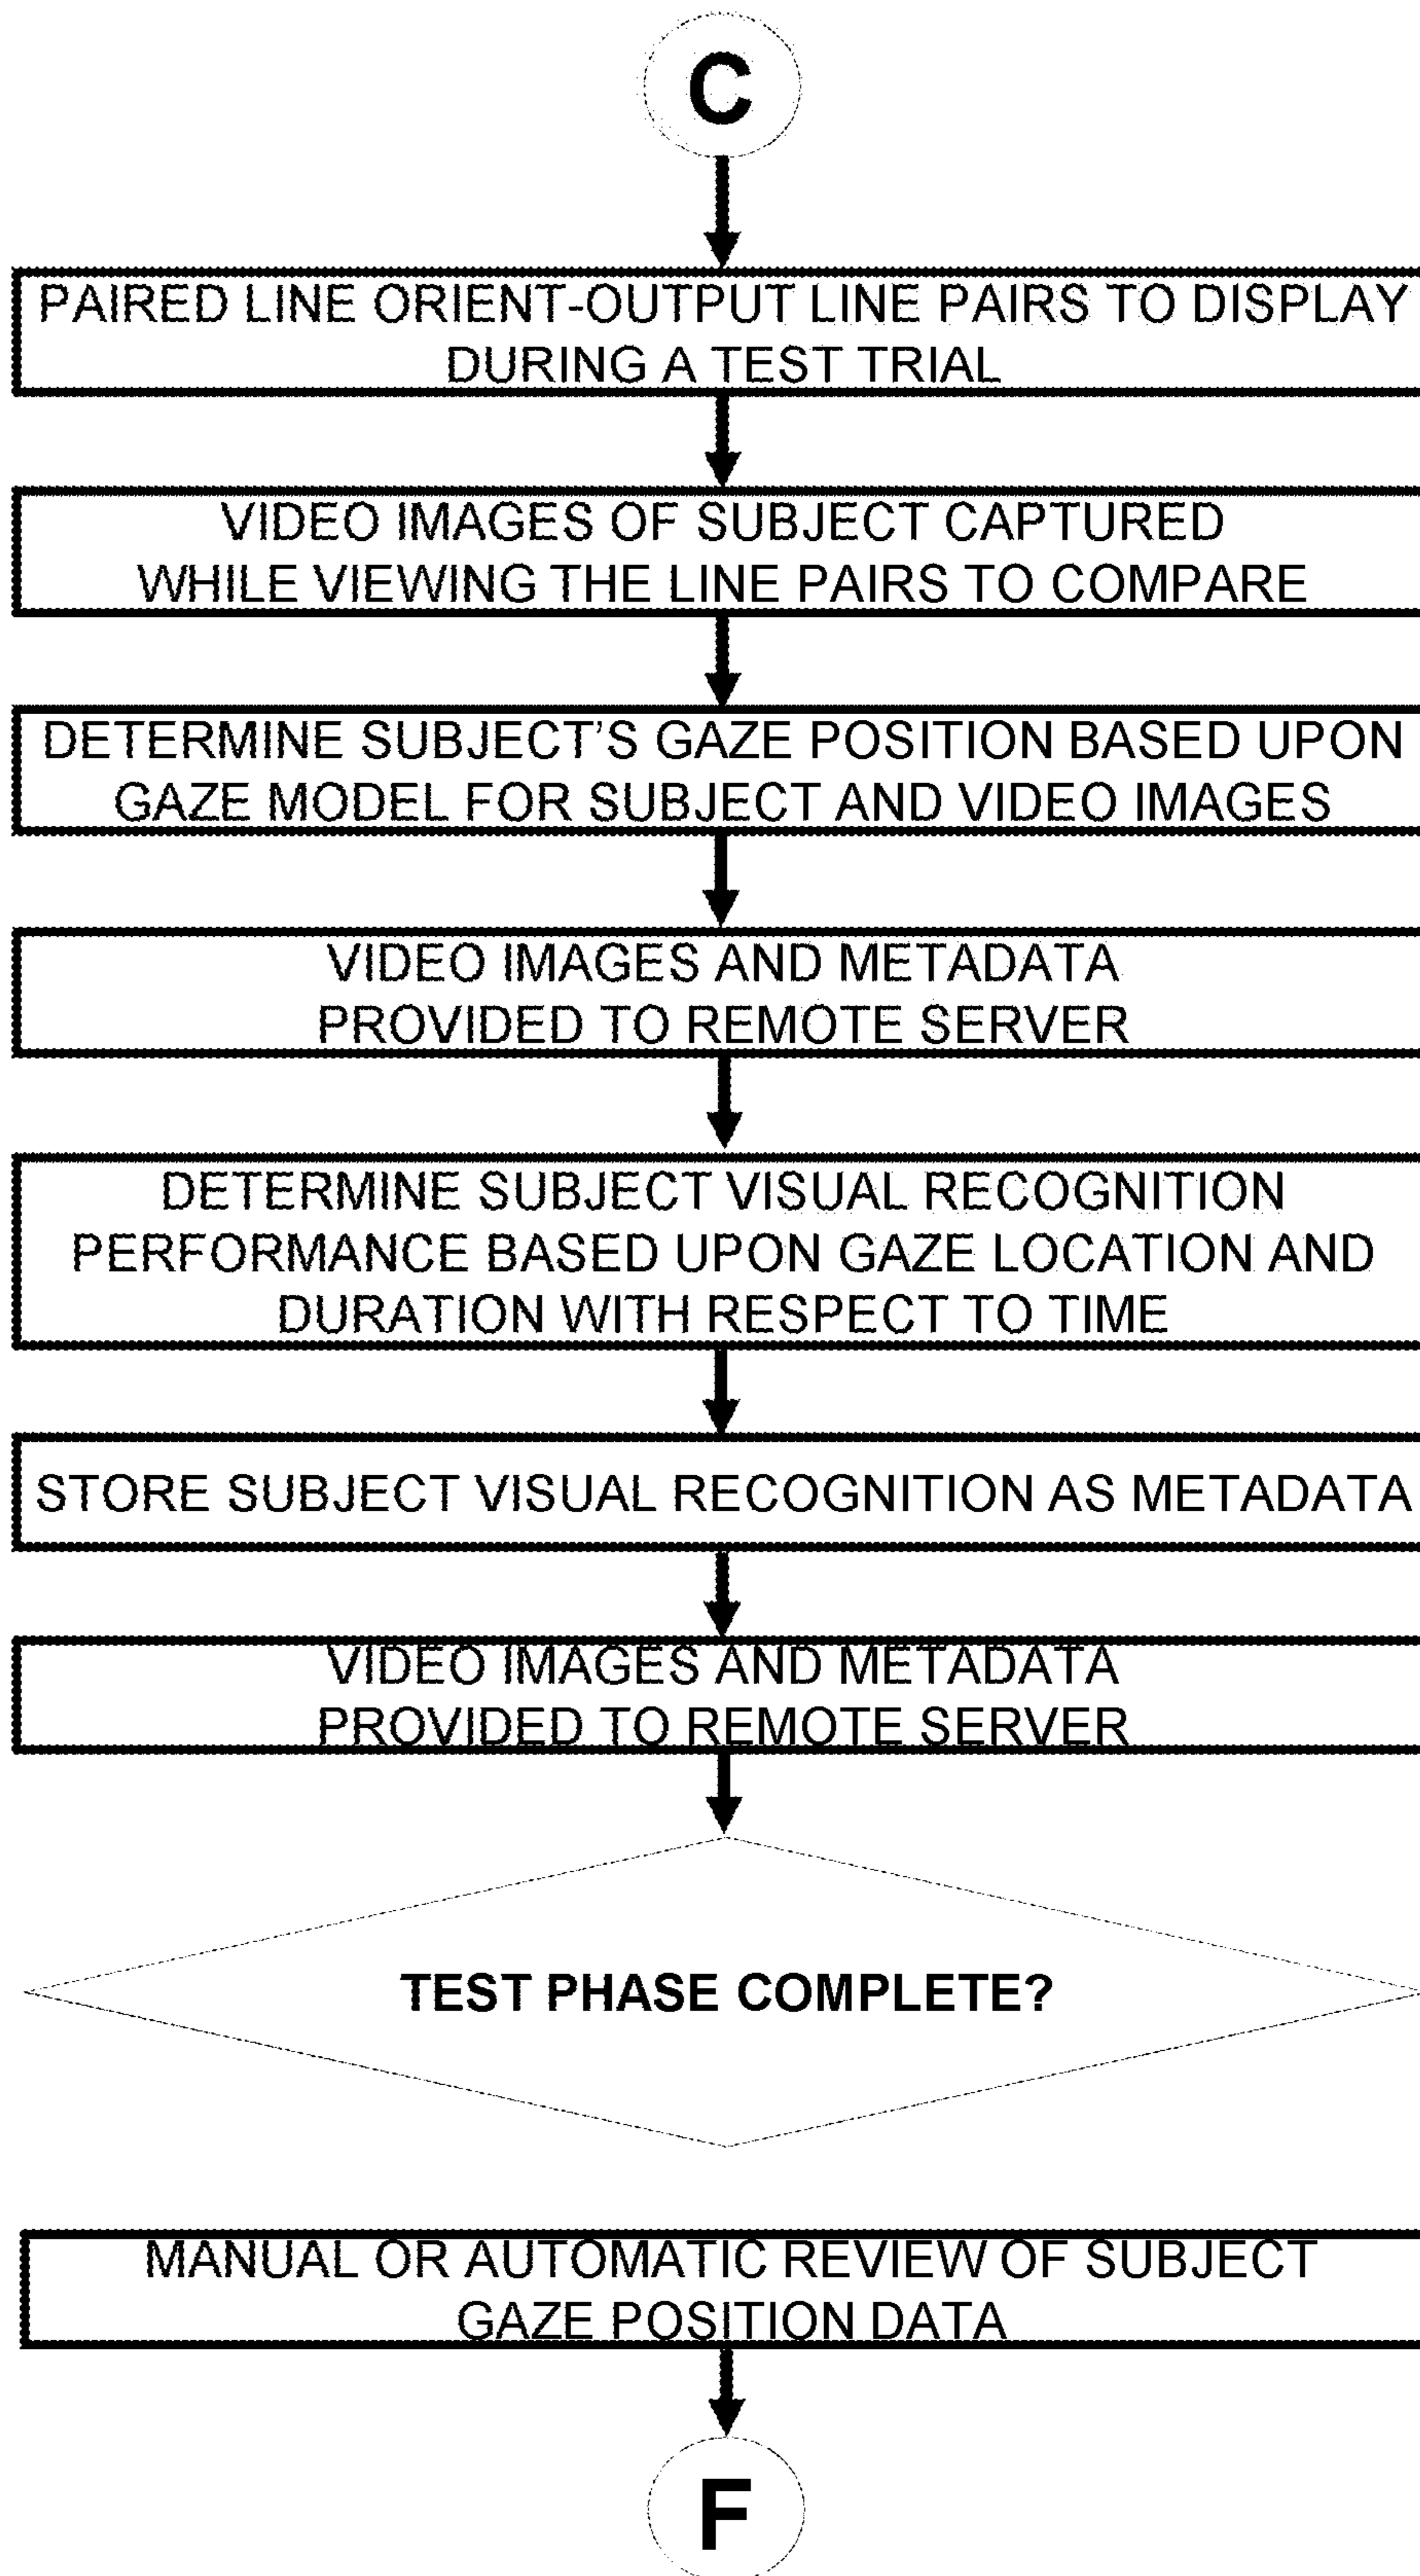 C
PAIRED LINE ORIENT-OUTPUT LINE PAIRS TO DISPLAY
DURING A TEST TRIAL
VIDEO IMAGES OF SUBJECT CAPTURED
WHILE VIEWING THE LINE PAIRS TO COMPARE
DETERMINE SUBJECT'S GAZE POSITION BASED UPON
GAZE MODEL FOR SUBJECT AND VIDEO IMAGES
VIDEO IMAGES AND METADATA
PROVIDED TO REMOTE SERVER
DETERMINE SUBJECT VISUAL RECOGNITION
PERFORMANCE BASED UPON GAZE LOCATION AND
DURATION WITH RESPECT TO TIME
STORE SUBJECT VISUAL RECOGNITION AS METADATA
VIDEO IMAGES AND METADATA
PROVIDED TO REMOTE SERVER
TEST PHASE COMPLETE?
MANUAL OR AUTOMATIC REVIEW OF SUBJECT
GAZE POSITION DATA
F